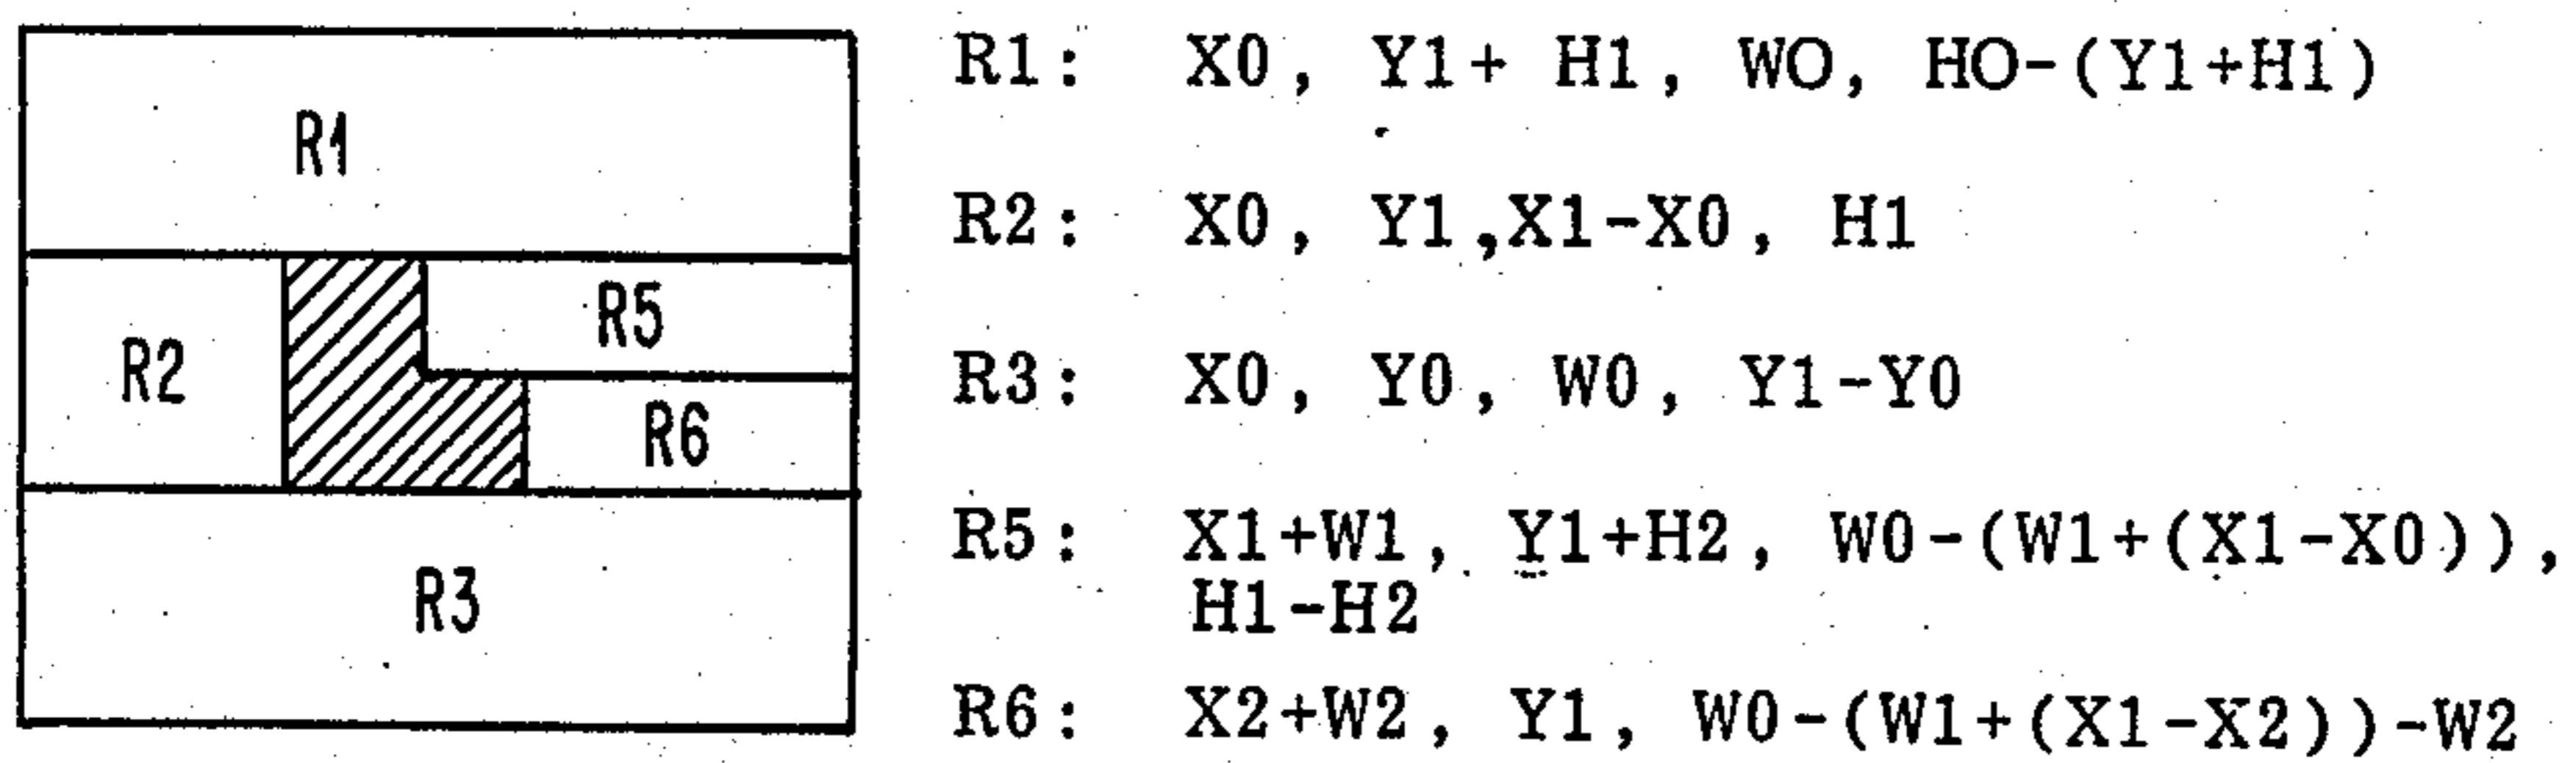 R1
R2
R5
R6
R3
R1: X0, Y1+ H1, WO, HO-(Y1+H1)
R2: X0, Y1,X1-X0, H1
R3: X0, Y0, W0, Y1-Y0
R5: X1+W1, Y1+H2, W0-(W1+(X1-X0)),
H1-H2
R6: X2+W2, Y1, W0-(W1+(X1-X2))-W2